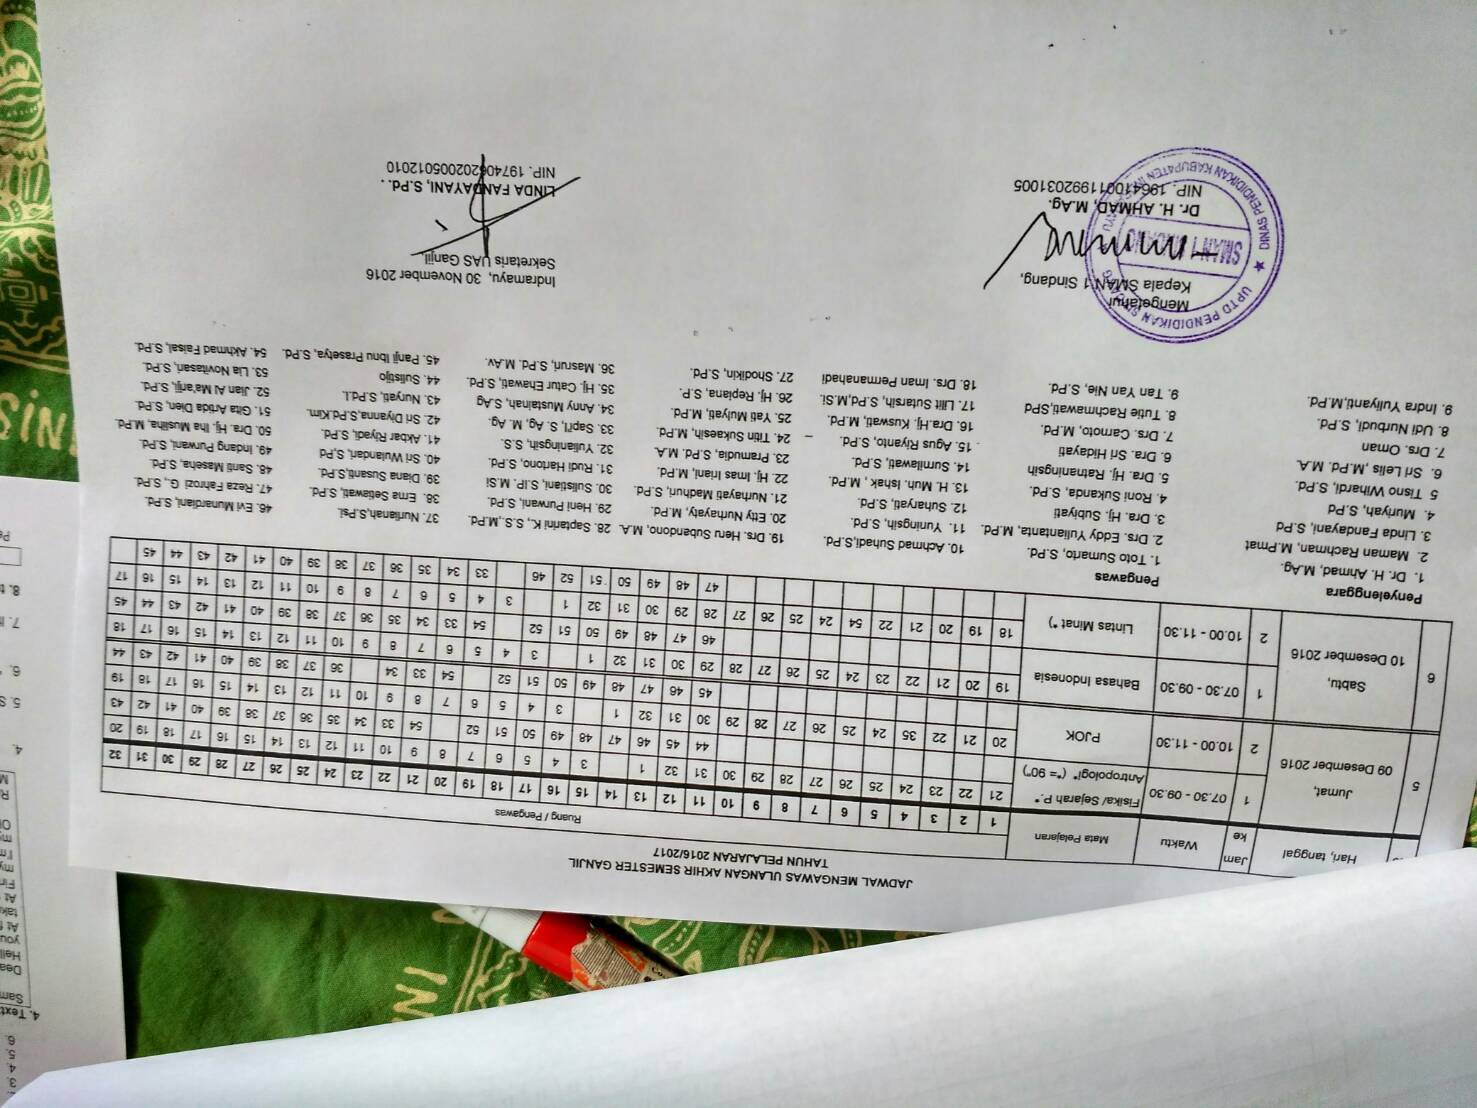 JADWAL MENGAWAS ULANGAN AKHIR SEMESTER GANJIL
TAHUN PELAJARAN 2016/2017
Hari, tanggal Jam ke Waktu Mata Pelajaran Ruang / Pengawas
1 2 3 4 5 6 7 8 9 10 11 12 13 14 15 16 17 18 19 20 21 22 23 24 25 26 27 28 29 30 31 32
5 Jumat, 09 Desember 2016 1 07.30 - 09.30 Fisika/ Sejarah P.* Antropologi* (*= 90") 21 22 23 24 25 26 27 28 29 30 31 32 1 3 4 5 6 7 8 9 10 11 12 13 14 15 16 17 18 19 20
44 45 46 47 48 49 50 51 52 54 33 34 35 36 37 38 39 40 41 42 43
2 10.00 - 11.30 PJOK 20 21 22 35 24 25 26 27 28 29 30 31 32 1 3 4 5 6 7 8 9 10 11 12 13 14 15 16 17 18 19
45 46 47 48 49 50 51 52 54 33 34 36 37 38 39 40 41 42 43 44
6 Sabtu, 10 Desember 2016 1 07.30 - 09.30 Bahasa Indonesia 19 20 21 22 23 24 25 26 27 28 29 30 31 32 1 3 4 5 6 7 8 9 10 11 12 13 14 15 16 17 18
46 47 48 49 50 51 52 54 33 34 35 36 37 38 39 40 41 42 43 44 45
2 10.00 - 11.30 Lintas Minat *) 18 19 20 21 22 54 24 25 26 27 28 29 30 31 32 1 3 4 5 6 7 8 9 10 11 12 13 14 15 16 17
47 48 49 50 51 52 46 33 34 35 36 37 38 39 40 41 42 43 44 45
Penyelenggara
1. Dr. H. Ahmad, M.Ag.
2. Maman Rachman, M.Pmat
3. Linda Fandayani, S.Pd
4. Muriyah, S.Pd
5 Tisno Wihardi, S.Pd.
6. Sri Lelis ,M.Pd. M.A.
7. Drs. Oman
8. Udi Nurbudi, S.Pd.
9. Indra Yuliyanti,M.Pd.
Pengawas
1. Toto Sumarto, S.Pd.
2. Drs. Eddy Yuliantanta, M.Pd.
3. Dra. Hj. Subiyati
4. Roni Sukanda, S.Pd.
5. Dra. Hj. Ratnaningsih
6. Dra. Sri Hidayati
7. Drs. Carnoto, M.Pd.
8. Tutie Rachmawati,SPd
9. Tan Yan Nie, S.Pd.
10. Achmad Suhadi,S.Pd.
11. Yuningsih, S.Pd.
12. Sunaryati, S.Pd
13. H. Muh. Ishak , M.Pd.
14. Surnilawati, S.Pd.
15. Agus Riyanto, S.Pd.
16. Dra.Hj. Kuswati, M.Pd.
17. Lilit Sutarsih, S.Pd,M.Si.
18. Drs. Iman Permanahadi
19. Drs. Heru Subendono, M.A.
20. Etty Nurhayaty, M.Pd.
21. Nurhayati Madhuri, S.Pd.
22. Hj. Imas Iriani, M.Pd
23. Pramudia, S.Pd. M.A.
24. Titin Sukaesih, M.Pd
25. Yati Mulyati, M.Pd.
26. Hj. Repiana, S.P.
27. Shodikin, S.Pd.
28. Saptarini K., S.S.,M.Pd.
29. Heni Purwani, S.Pd.
30. Sulistiani, S.IP. M.Si
31. Rudi Hartono, S.Pd.
32. Yulianingsih, S.S.
33. Sapi'i, S. Ag, M. Ag.
34. Anny Mustainah, S.Ag
35. Hj. Catur Ehawati, S.Pd.
36. Masruri, S.Pd. M.Av.
37. Nurlianah,S.Psi.
38. Erna Setiawati, S.Pd.
39. Diana Susanti,S.Pd.
40. Sri Wulandari, S.Pd
41. Akbar Riyadi, S.Pd.
42. Sri Diyanna,S.Pd.Kim.
43. Nuryati, S.Pd.I.
44. Sulistijo
45. Panji Ibnu Prasetya, S.Pd.
46. Evi Muniardiani, S.Pd.
47. Reza Fahrozi G., S.Pd.
48. Santi Maseha, S.Pd.
49. Indang Purwani, S.Pd.
50. Dra. Hj. Iha Musliha, M.Pd.
51. Gita Artida Dien, S.Pd.
52. Jian Al Ma'arij, S.Pd
53. Lia Novitasari, S.Pd.
54. Akhmad Faisal, S.Pd.
Mengetahui
Kepala SMAN 1 Sindang,
Dr. H. AHMAD, M.Ag.
NIP. 196410011992031005
UPTD PENDIDIKAN
DINAS PENDIDIKAN KABUPATEN
Indramayu, 30 November 2016
Sekretaris UAS Ganjil,
LINDA FANDAYANI, S.Pd.
NIP. 197406202005012010